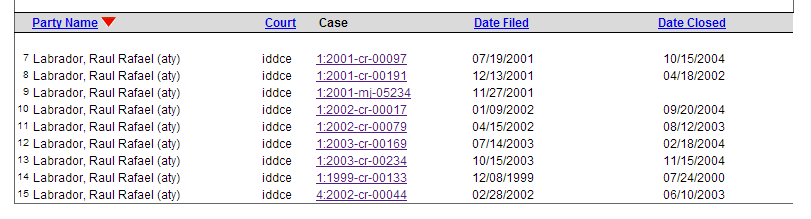 Party Name Court Case Date Filed Date Closed
7 Labrador, Raul Rafael (aty) iddce 1:2001-cr-00097 07/19/2001 10/15/2004
8 Labrador, Raul Rafael (aty) iddce 1:2001-cr-00191 12/13/2001 04/18/2002
9 Labrador, Raul Rafael (aty) iddce 1:2001-mj-05234 11/27/2001
10 Labrador, Raul Rafael (aty) iddce 1:2002-cr-00017 01/09/2002 09/20/2004
11 Labrador, Raul Rafael (aty) iddce 1:2002-cr-00079 04/15/2002 08/12/2003
12 Labrador, Raul Rafael (aty) iddce 1:2003-cr-00169 07/14/2003 02/18/2004
13 Labrador, Raul Rafael (aty) iddce 1:2003-cr-00234 10/15/2003 11/15/2004
14 Labrador, Raul Rafael (aty) iddce 1:1999-cr-00133 12/08/1999 07/24/2000
15 Labrador, Raul Rafael (aty) iddce 4:2002-cr-00044 02/28/2002 06/10/2003